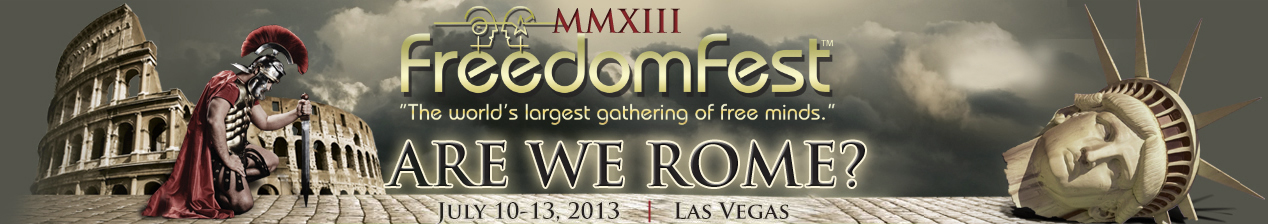 MMXIII
freedomfest™
"The world's largest gathering of free minds."
ARE WE ROME?
JULY 10-13, 2013 | LAS VEGAS